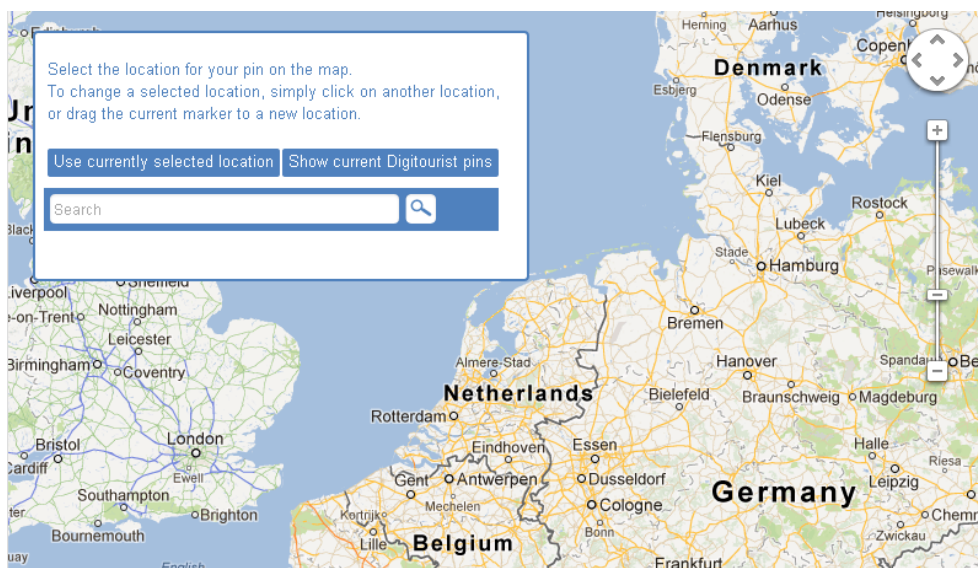 Select the location for your pin on the map.
To change a selected location, simply click on another location,
or drag the current marker to a new location.
Use currently selected location
Show current Digitourist pins
Search
Herning
Aarhus
Denmark
Esbjerg
Odense
Flensburg
Kiel
Rostock
Lubeck
Stade
Hamburg
Bremen
Nottingham
Leicester
Birmingham
Coventry
Almere-Stad
Hanover
Netherlands
Bielefeld
Braunschweig
Magdeburg
Rotterdam
Bristol
London
Eindhoven
Essen
Halle
Cardiff
Ewell
Gent
Antwerpen
Dusseldorf
Germany
Leipzig
Riesa
Southampton
Mechelen
Cologne
Brighton
Kortrijk
Bonn
Bournemouth
Lille
Belgium
Zwickau
English
Frankfurt